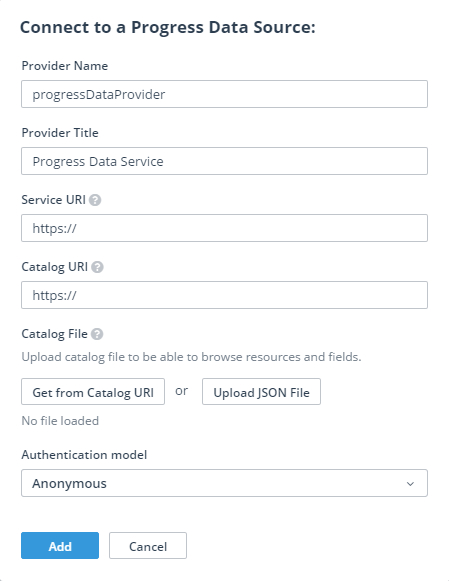 Connect to a Progress Data Source:
Provider Name
progressDataProvider
Provider Title
Progress Data Service
Service URI ?
https://
Catalog URI ?
https://
Catalog File ?
Upload catalog file to be able to browse resources and fields.
Get from Catalog URI or Upload JSON File
No file loaded
Authentication model
Anonymous
Add Cancel